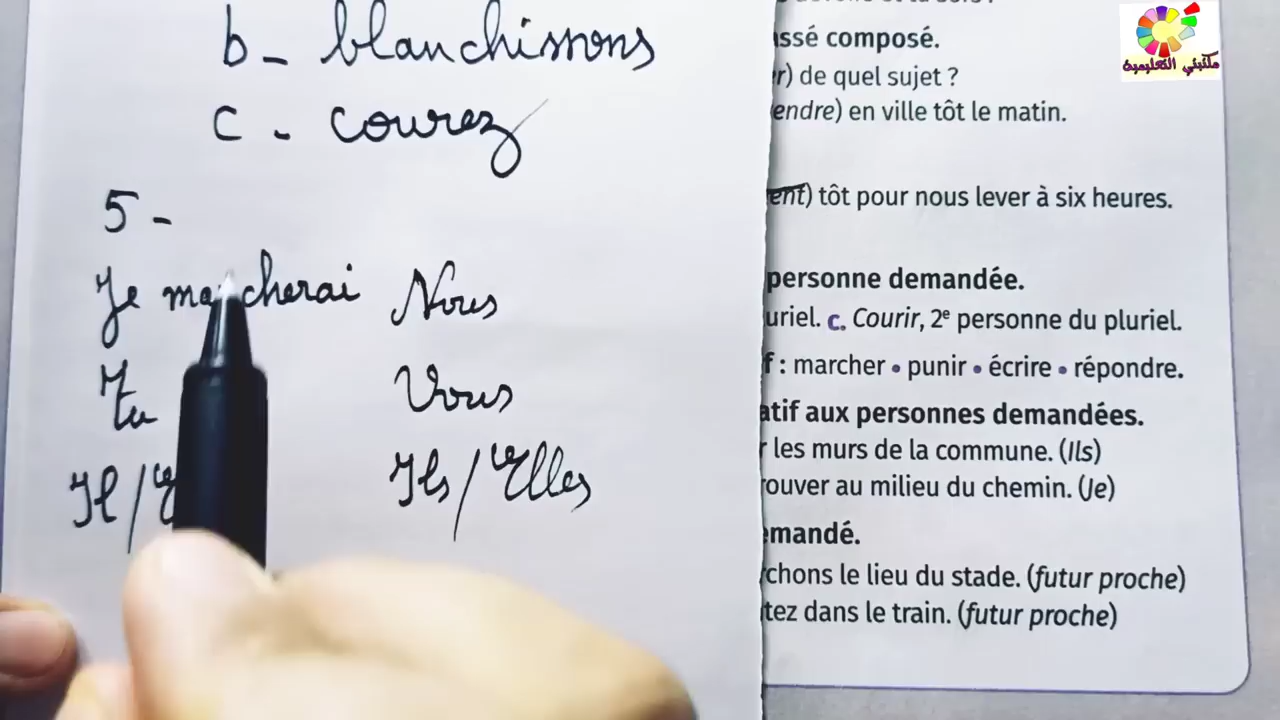 b - blanchissons
c - courez
5 -
Je marcherai Nous
Tu Vous
Il / Ils / Elles
ssé composé.
r) de quel sujet ?
endre) en ville tôt le matin.
ent) tôt pour nous lever à six heures.
personne demandée.
uriel. c. Courir, 2e personne du pluriel.
f : marcher • punir • écrire • répondre.
atif aux personnes demandées.
r les murs de la commune. (Ils)
rouver au milieu du chemin. (Je)
emandé.
chons le lieu du stade. (futur proche)
tez dans le train. (futur proche)
مكتبتي التعليمية